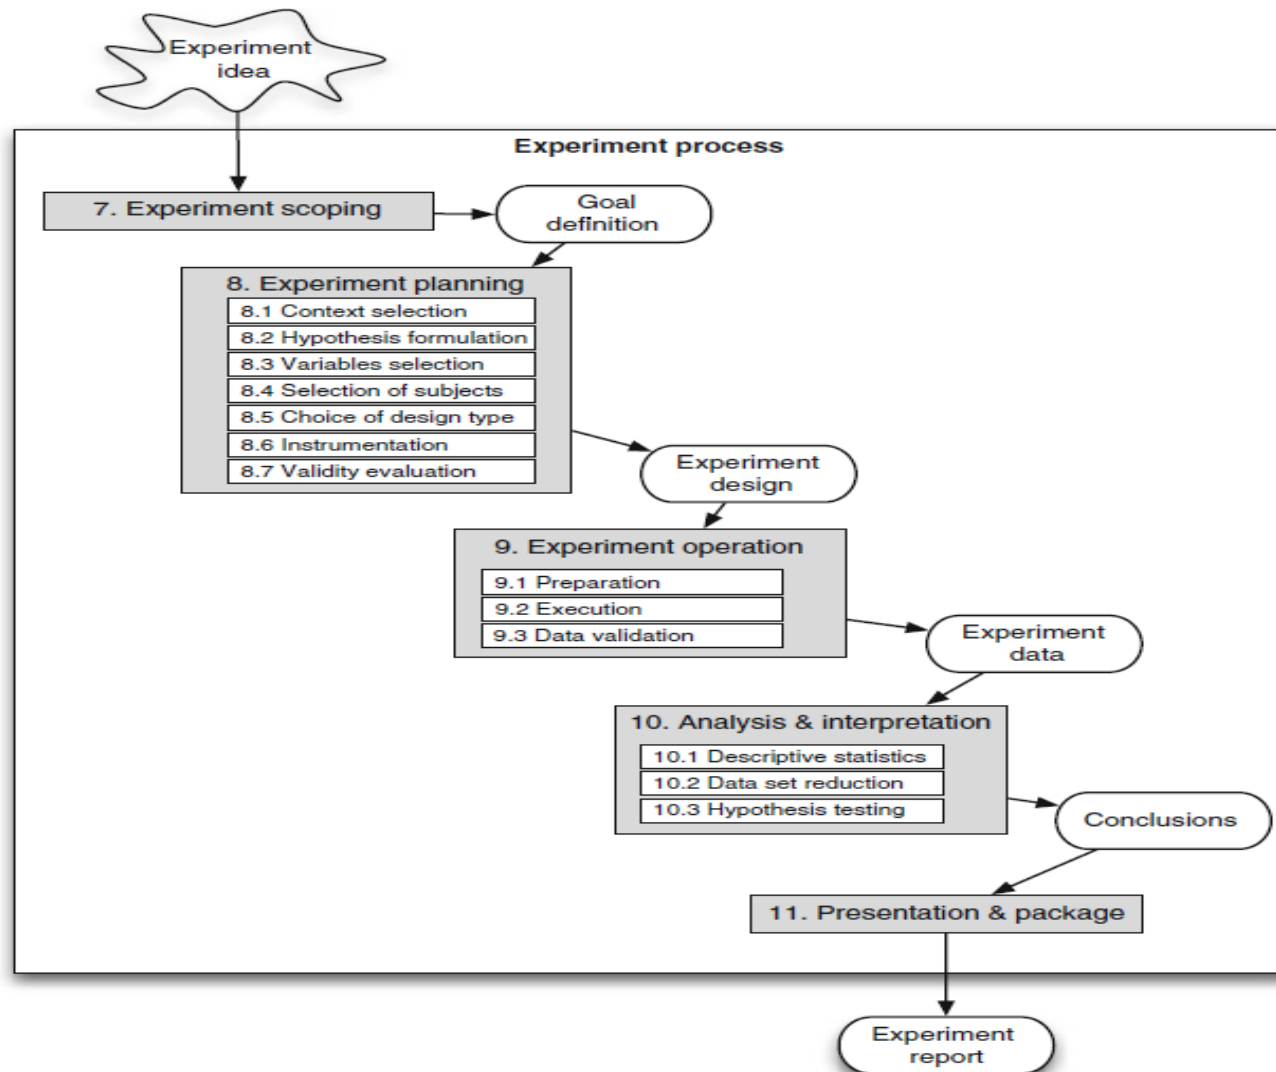 Experiment
idea
Experiment process
7. Experiment scoping
Goal
definition
8. Experiment planning
8.1 Context selection
8.2 Hypothesis formulation
8.3 Variables selection
8.4 Selection of subjects
8.5 Choice of design type
8.6 Instrumentation
8.7 Validity evaluation
Experiment
design
9. Experiment operation
9.1 Preparation
9.2 Execution
9.3 Data validation
Experiment
data
10. Analysis & interpretation
10.1 Descriptive statistics
10.2 Data set reduction
10.3 Hypothesis testing
Conclusions
11. Presentation & package
Experiment
report